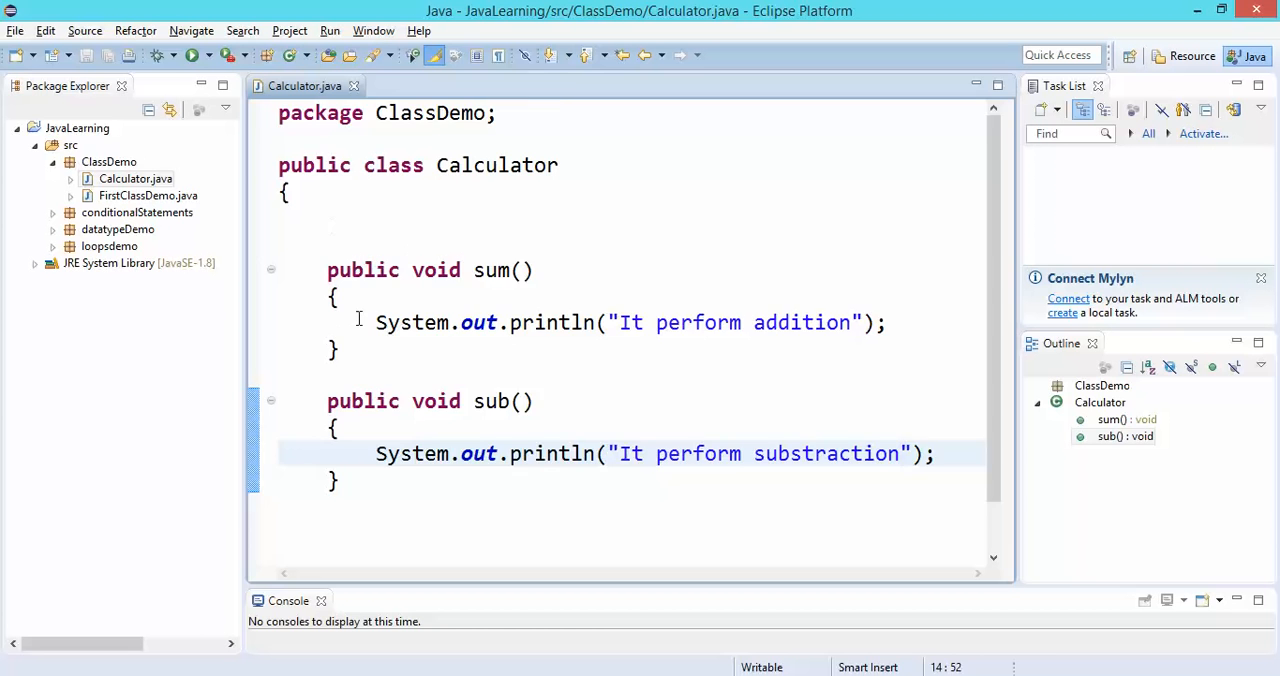 Java - JavaLearning/src/ClassDemo/Calculator.java - Eclipse Platform
File Edit Source Refactor Navigate Search Project Run Window Help
Quick Access Resource Java
Package Explorer
JavaLearning
src
ClassDemo
Calculator.java
FirstClassDemo.java
conditionalStatements
datatypeDemo
loopsdemo
JRE System Library [JavaSE-1.8]
Calculator.java
package ClassDemo;
public class Calculator
{
public void sum()
{
System.out.println("It perform addition");
}
public void sub()
{
System.out.println("It perform substraction");
}
Task List
Find All Activate...
Connect Mylyn
Connect to your task and ALM tools or
create a local task.
Outline
ClassDemo
Calculator
sum() : void
sub() : void
Console
No consoles to display at this time.
Writable Smart Insert 14 : 52